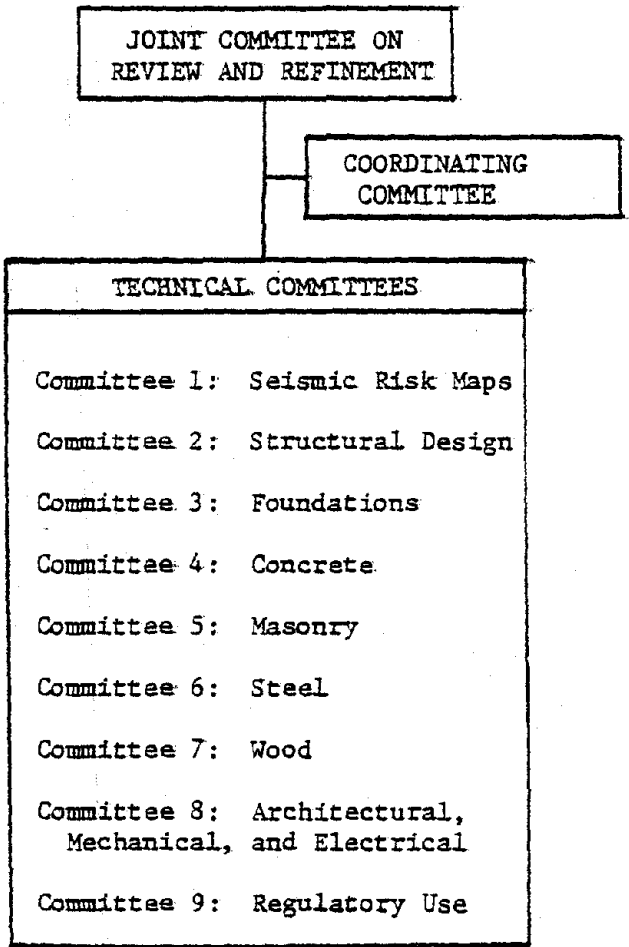 JOINT COMMITTEE ON
REVIEW AND REFINEMENT
COORDINATING
COMMITTEE
TECHNICAL COMMITTEES
Committee 1: Seismic Risk Maps
Committee 2: Structural Design
Committee 3: Foundations
Committee 4: Concrete
Committee 5: Masonry
Committee 6: Steel
Committee 7: Wood
Committee 8: Architectural,
Mechanical, and Electrical
Committee 9: Regulatory Use